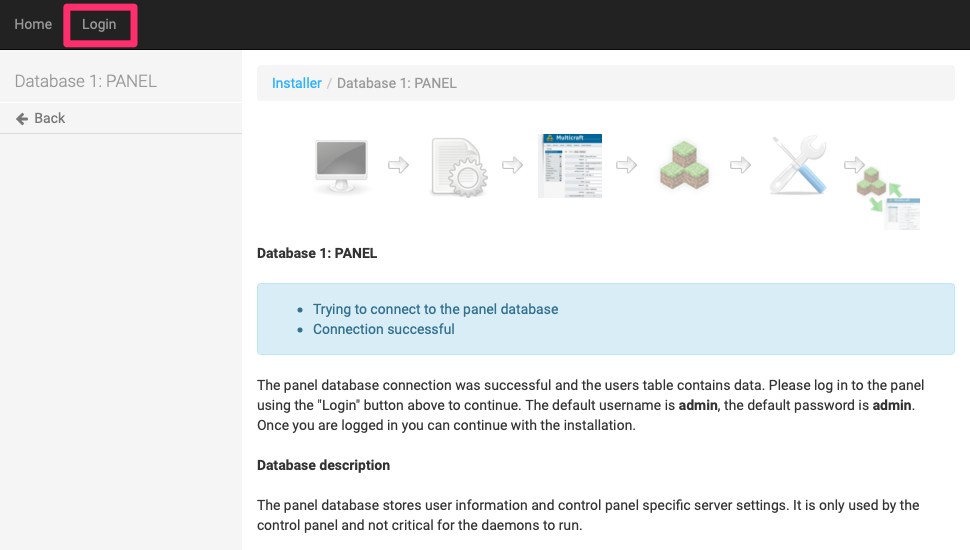 Home Login
Database 1: PANEL
Back
Installer / Database 1: PANEL
Multicraft
Database 1: PANEL
Trying to connect to the panel database
Connection successful
The panel database connection was successful and the users table contains data. Please log in to the panel
using the "Login" button above to continue. The default username is admin, the default password is admin.
Once you are logged in you can continue with the installation.
Database description
The panel database stores user information and control panel specific server settings. It is only used by the
control panel and not critical for the daemons to run.